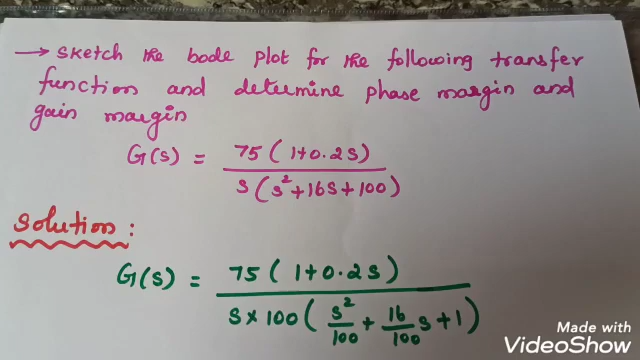 → Sketch the bode plot for the following transfer
function and determine phase margin and
gain margin
G(s) = 75(1+0.2s) / s(s²+16s+100)
Solution:
G(s) = 75(1+0.2s) / s×100(s²/100 + 16/100 s + 1)
Made with
VideoShow